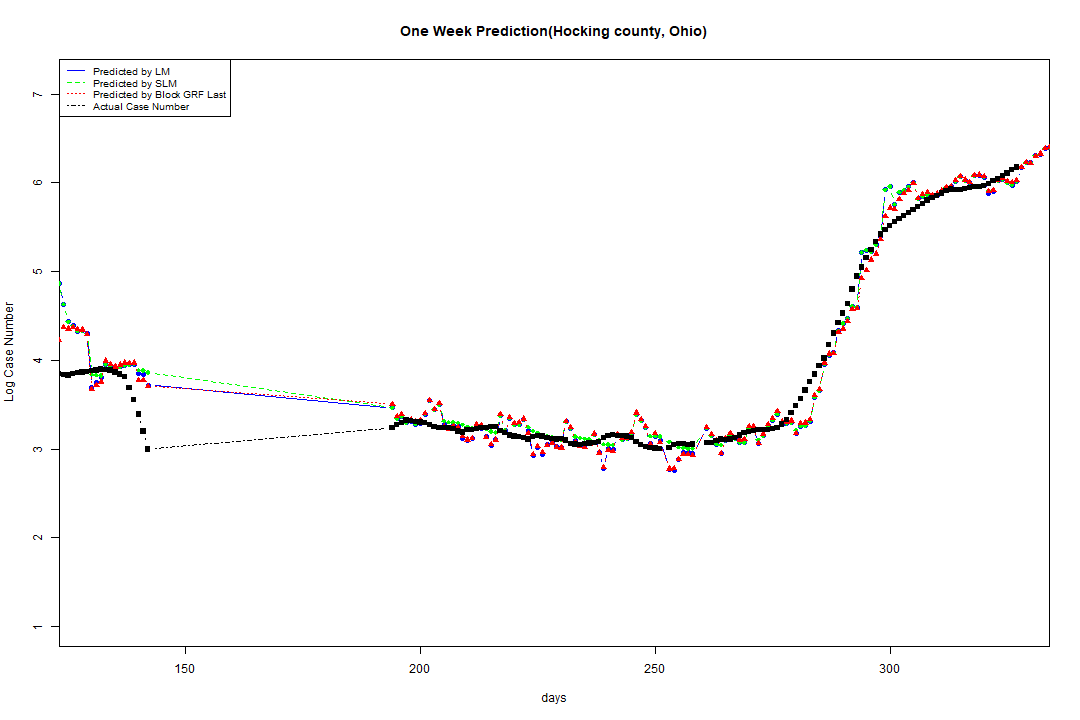 One Week Prediction(Hocking county, Ohio)
Predicted by LM
Predicted by SLM
Predicted by Block GRF Last
Actual Case Number
7
6
5
4
3
2
1
Log Case Number
150 200 250 300
days